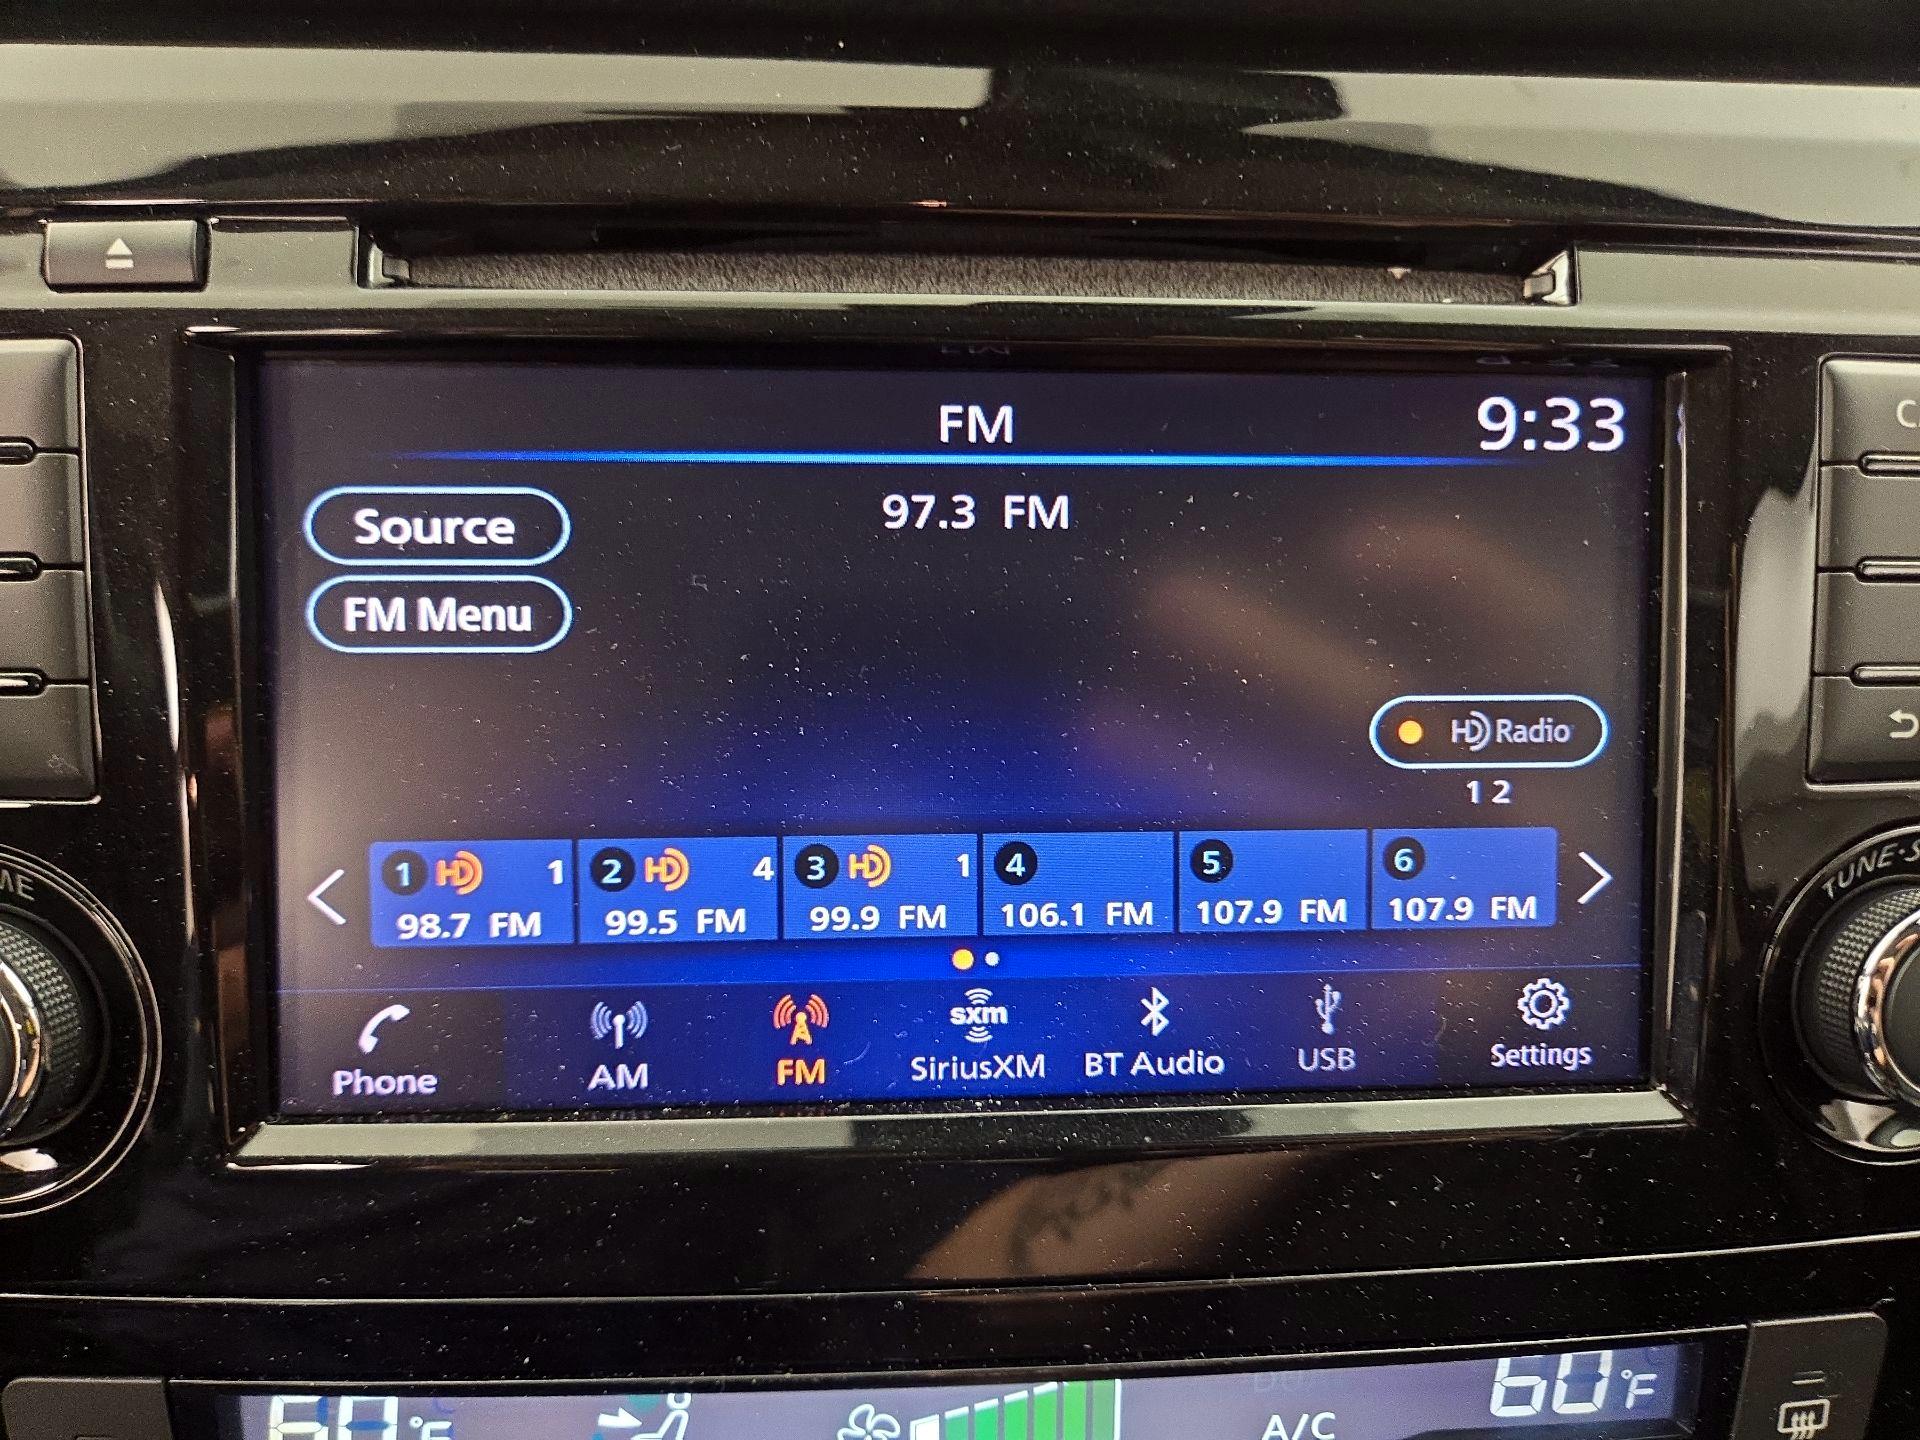 FM
9:33
Source
97.3 FM
FM Menu
HD Radio
1 2
1 HD 1
98.7 FM
2 HD 4
99.5 FM
3 HD 1
99.9 FM
4
106.1 FM
5
107.9 FM
6
107.9 FM
Phone
AM
FM
sxm
SiriusXM
BT Audio
USB
Settings
TUNE·S
60°F
A/C
60°F